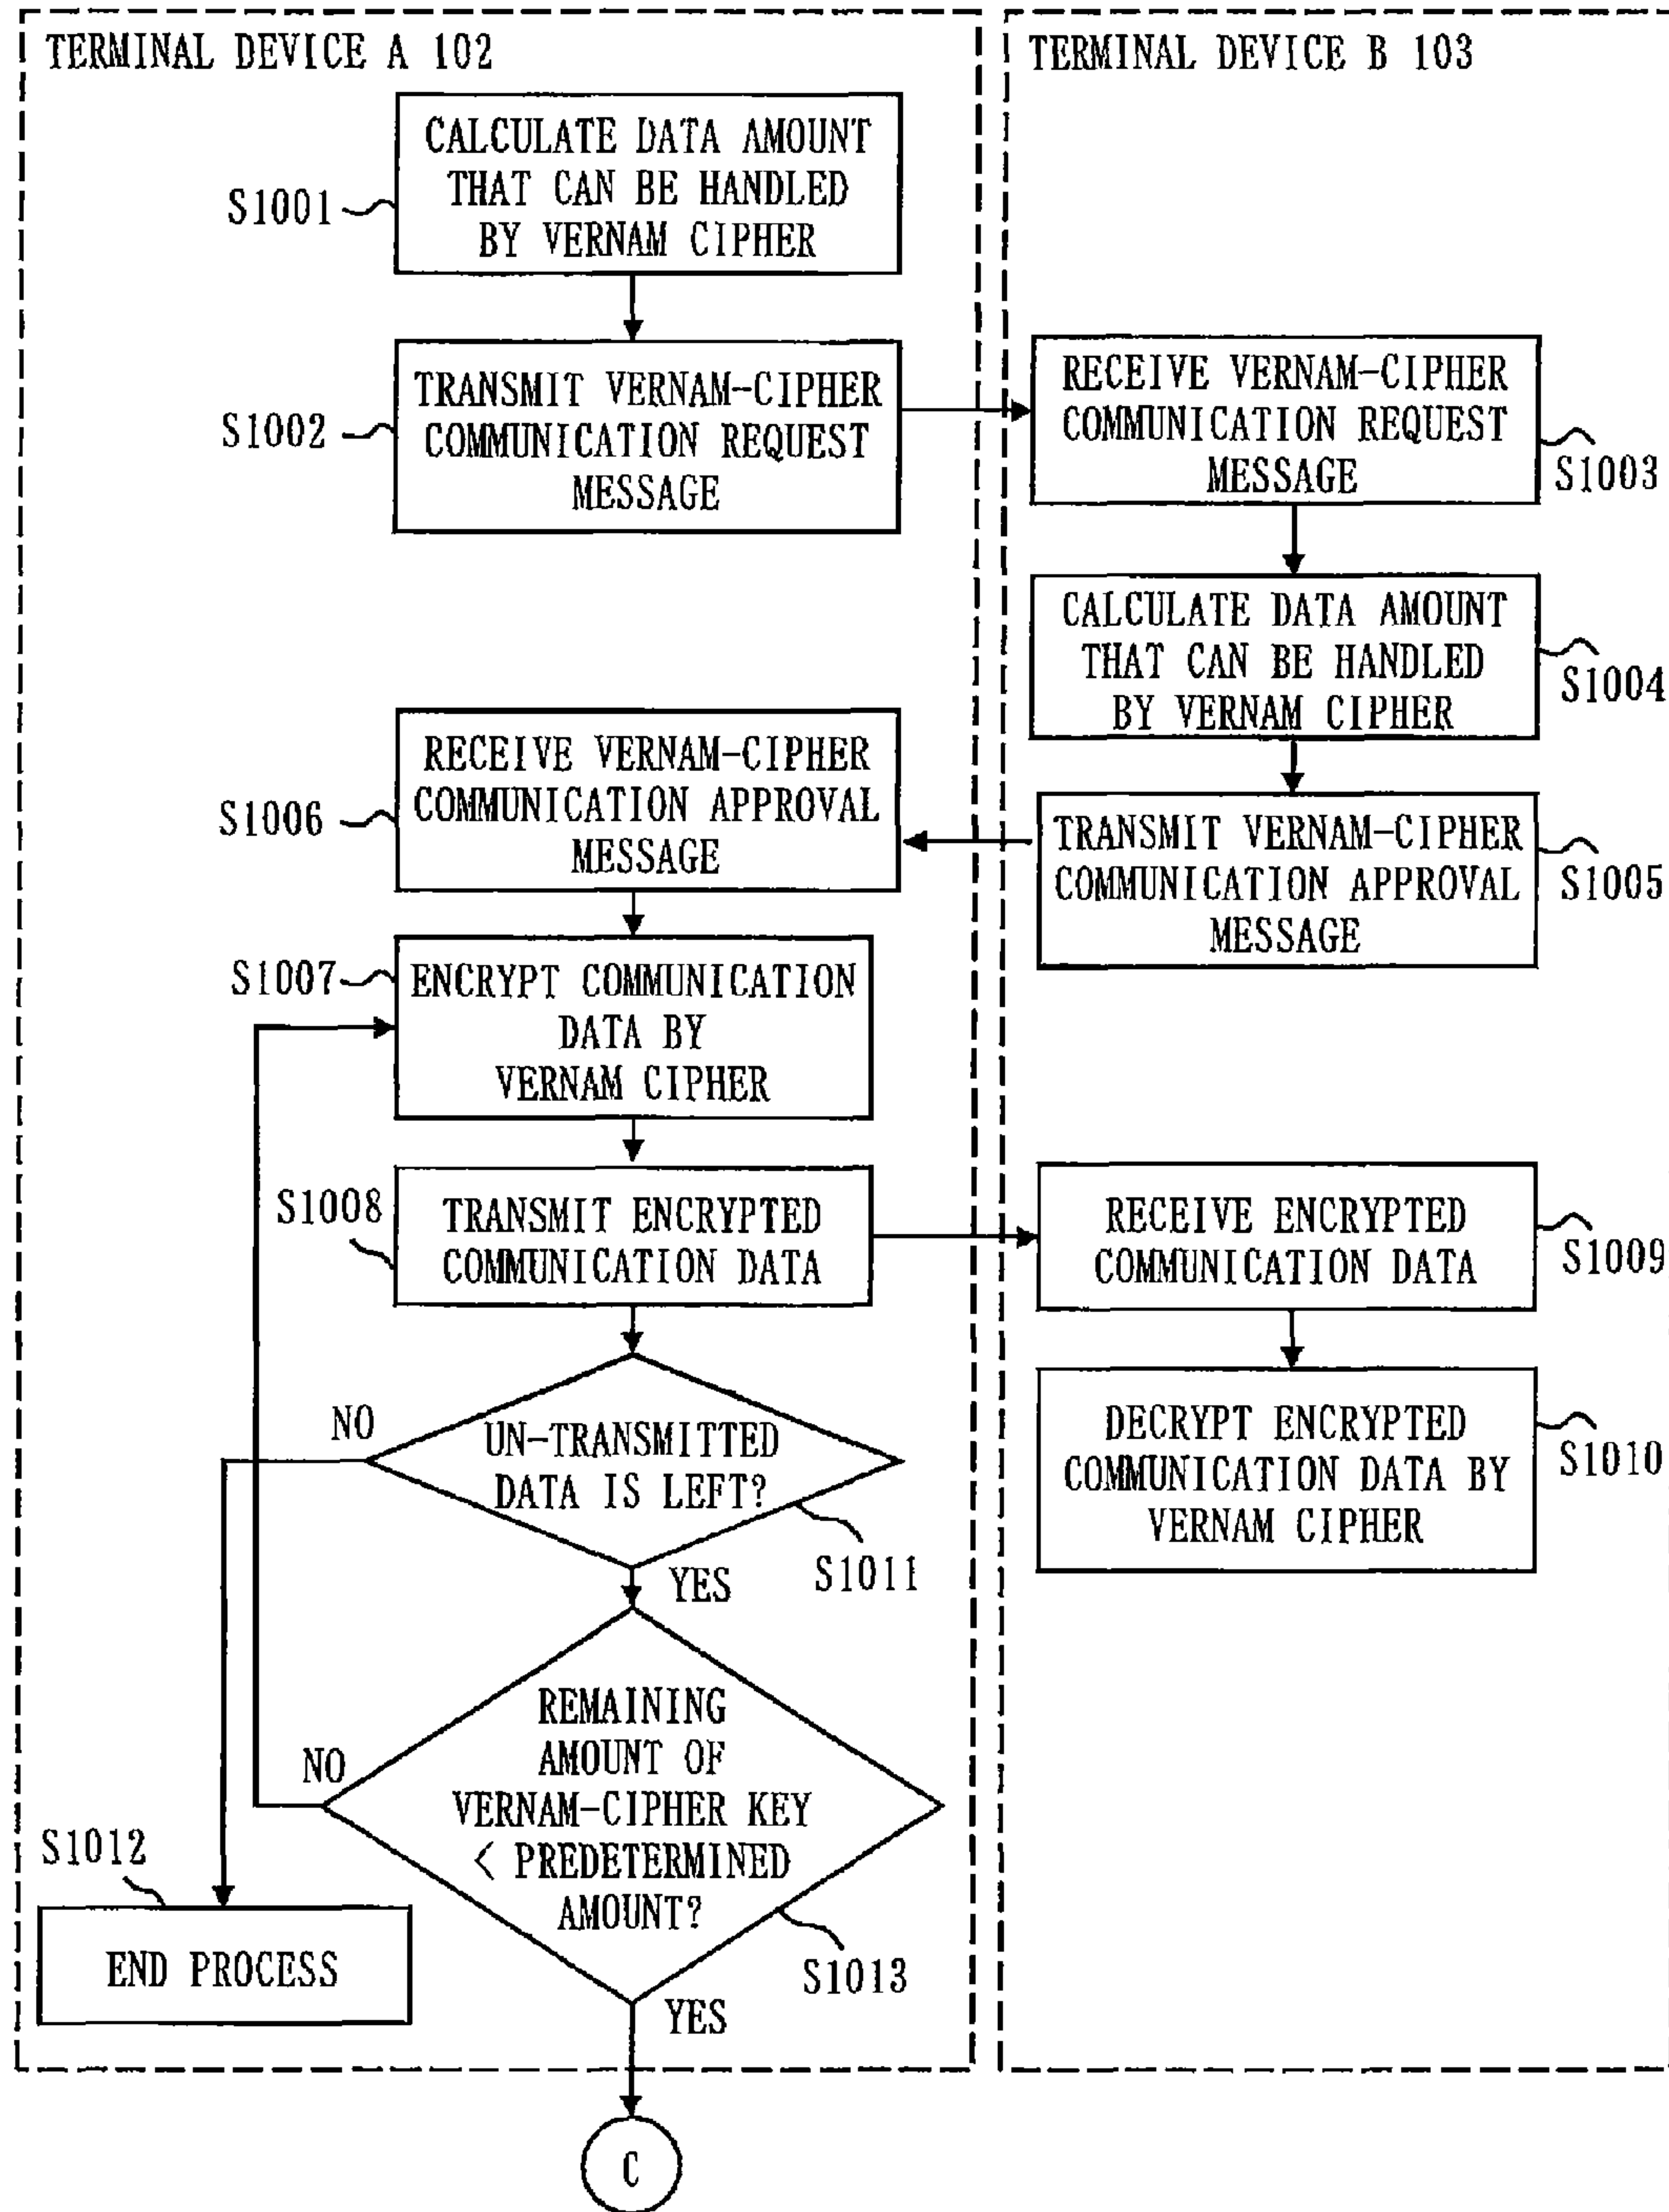 TERMINAL DEVICE A 102
TERMINAL DEVICE B 103
CALCULATE DATA AMOUNT
THAT CAN BE HANDLED
BY VERNAM CIPHER
S1001
TRANSMIT VERNAM-CIPHER
COMMUNICATION REQUEST
MESSAGE
S1002
RECEIVE VERNAM-CIPHER
COMMUNICATION REQUEST
MESSAGE
S1003
CALCULATE DATA AMOUNT
THAT CAN BE HANDLED
BY VERNAM CIPHER
S1004
TRANSMIT VERNAM-CIPHER
COMMUNICATION APPROVAL
MESSAGE
S1005
RECEIVE VERNAM-CIPHER
COMMUNICATION APPROVAL
MESSAGE
S1006
S1007
ENCRYPT COMMUNICATION
DATA BY
VERNAM CIPHER
S1008
TRANSMIT ENCRYPTED
COMMUNICATION DATA
RECEIVE ENCRYPTED
COMMUNICATION DATA
S1009
DECRYPT ENCRYPTED
COMMUNICATION DATA BY
VERNAM CIPHER
S1010
NO
UN-TRANSMITTED
DATA IS LEFT?
S1011
YES
REMAINING
AMOUNT OF
VERNAM-CIPHER KEY
< PREDETERMINED
AMOUNT?
NO
S1013
YES
S1012
END PROCESS
C